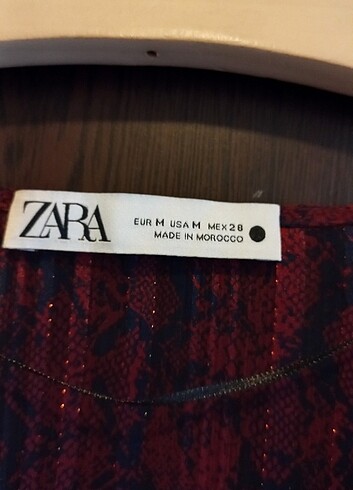 ZARA
EUR M USA M MEX 28
MADE IN MOROCCO